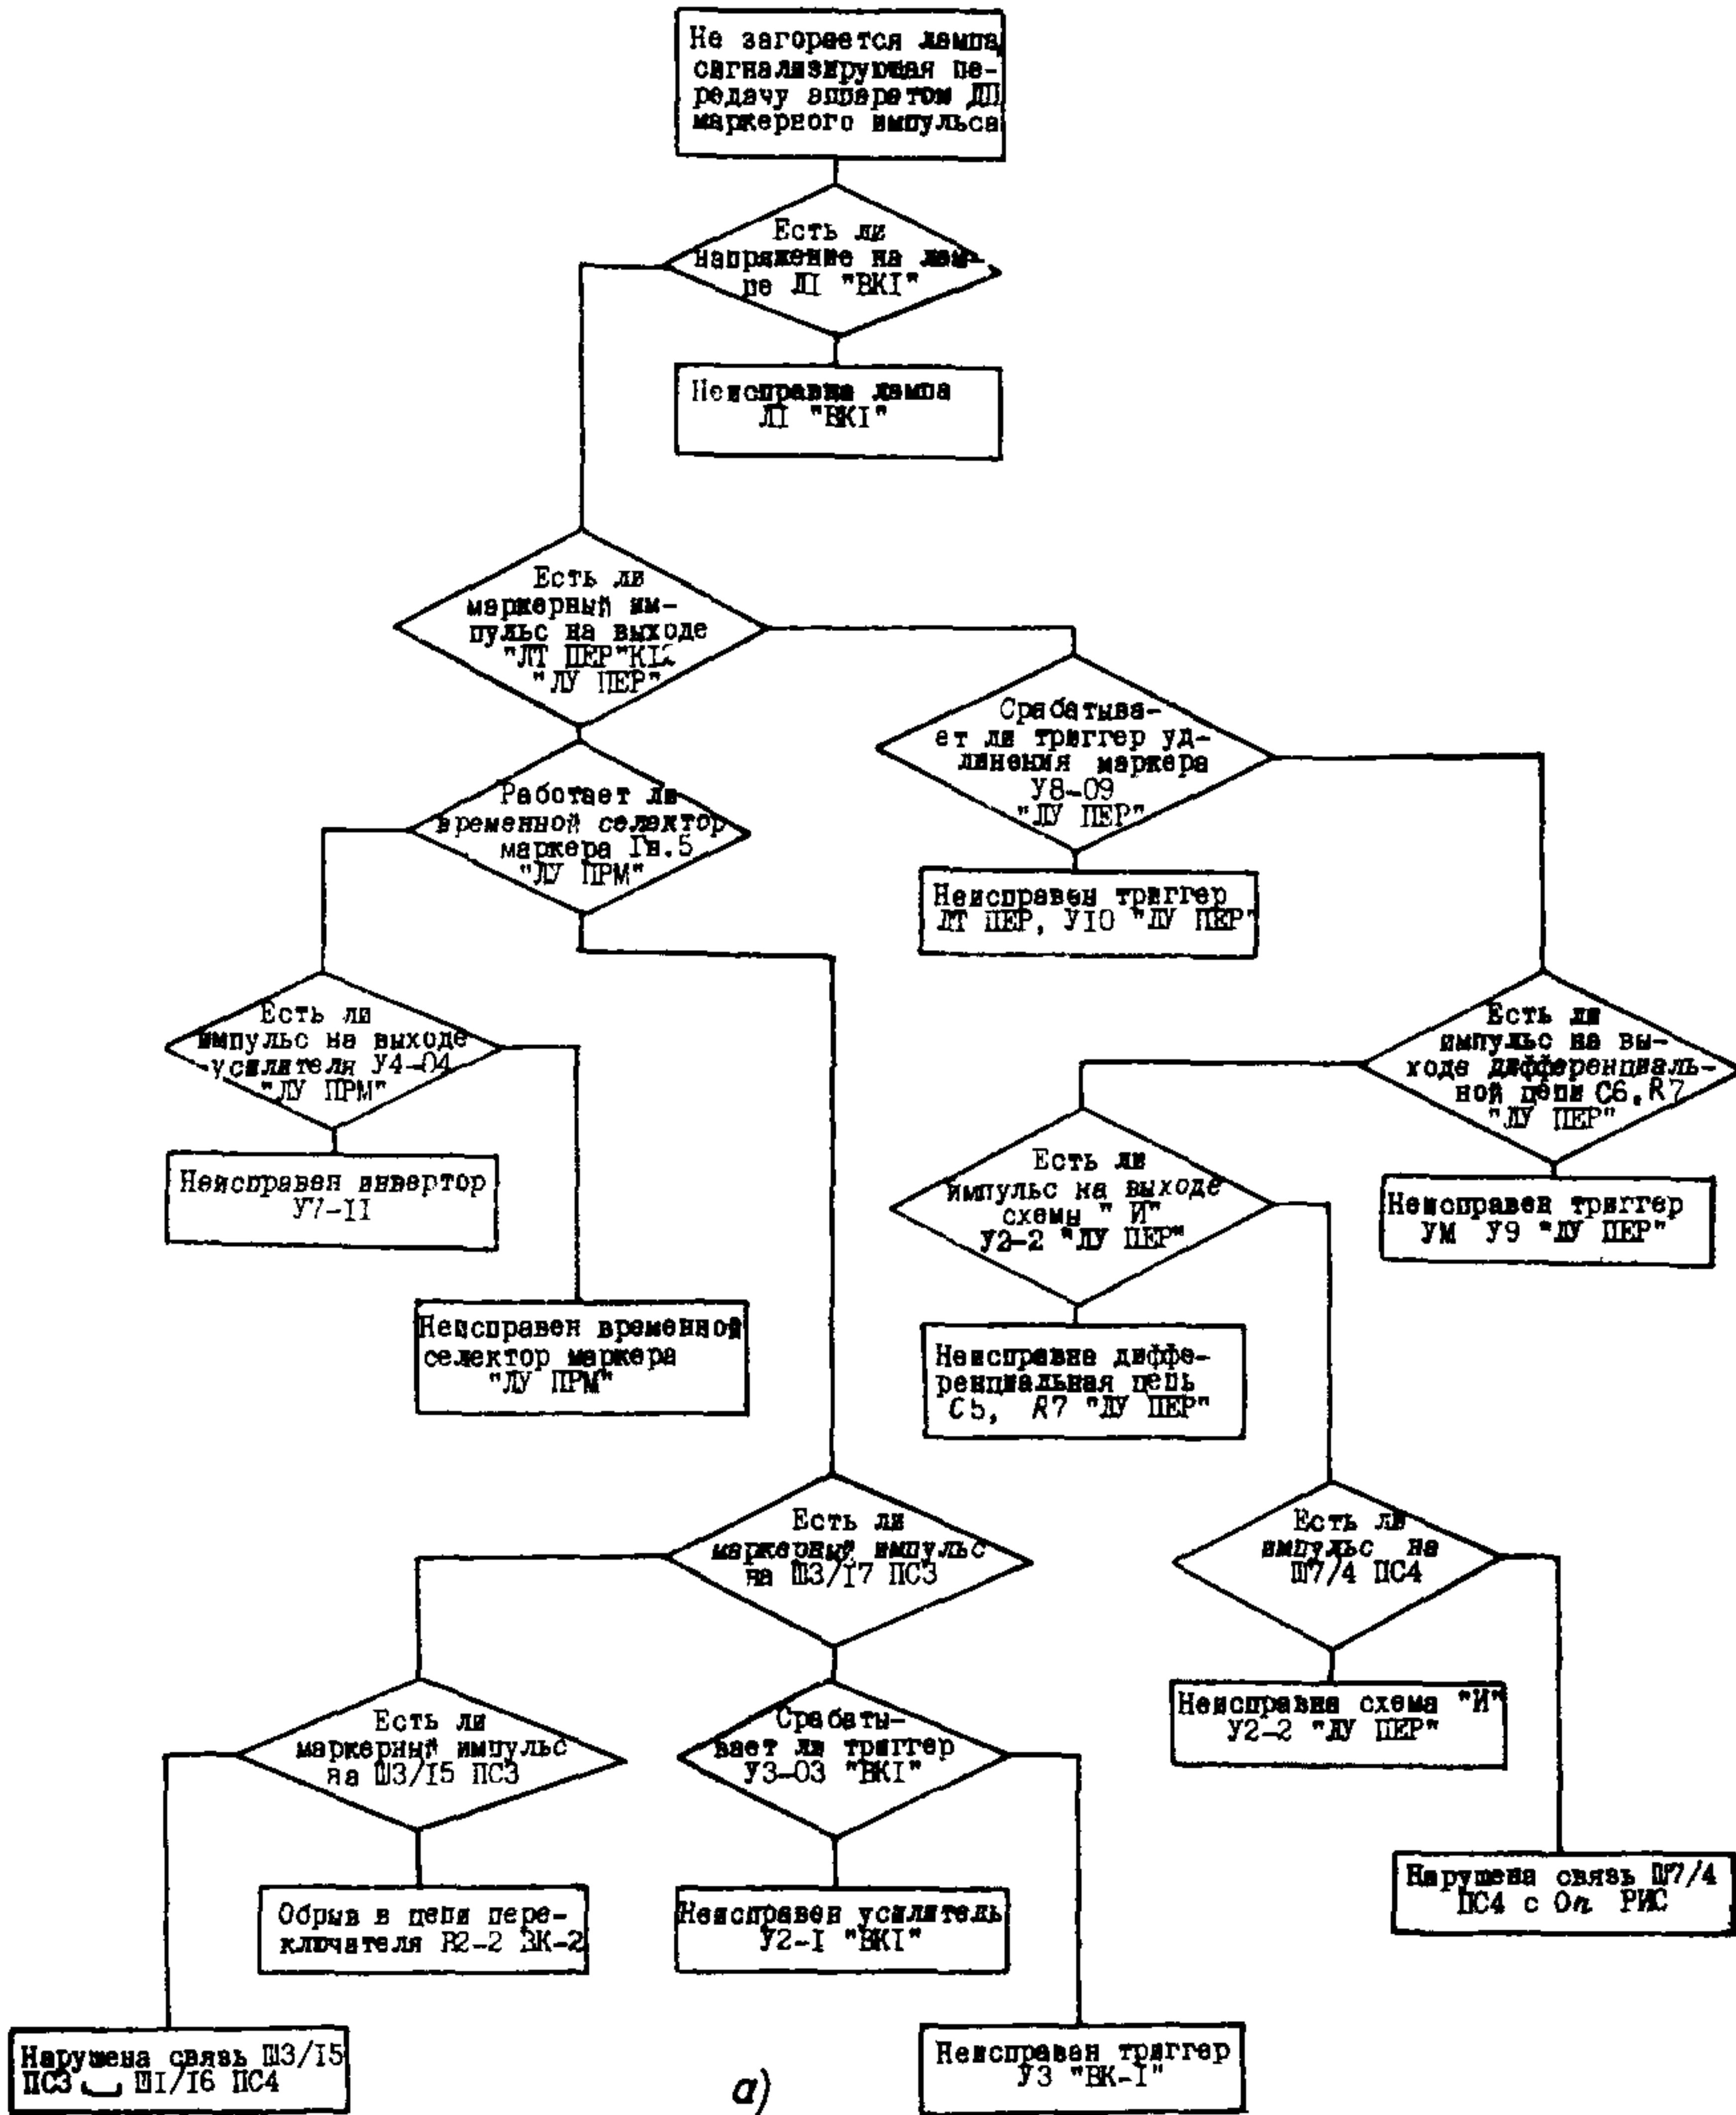 Не загорается лампа,
сигнализирующая пе-
редачу аппаратом ДП
маркерного импульса
Есть ли
напряжение на лам-
пе ЛI "ВКI"
Неисправна лампа
ЛI "ВКI"
Есть ли
маркерный им-
пульс на выходе
"ЛТ ПЕР"
"ЛУ ПЕР"
Срабатыва-
ет ли триггер уд-
линения маркера
У8-09
"ЛУ ПЕР"
Работает ли
временной селектор
маркера Гн.5
"ЛУ ПРМ"
Неисправен триггер
ЛТ ПЕР, У10 "ЛУ ПЕР"
Есть ли
импульс на выходе
усилителя У4-04
"ЛУ ПРМ"
Есть ли
импульс на вы-
ходе дифференциаль-
ной цепи С6, R7
"ЛУ ПЕР"
Неисправен инвертор
У7-II
Есть ли
импульс на выходе
схемы "И"
У2-2 "ЛУ ПЕР"
Неисправен триггер
УМ У9 "ЛУ ПЕР"
Неисправен временной
селектор маркера
"ЛУ ПРМ"
Неисправна диффе-
ренциальная цепь
С5, R7 "ЛУ ПЕР"
Есть ли
маркерный импульс
на Ш3/I7 ПС3
Есть ли
импульс на
Ш7/4 ПС4
Есть ли
маркерный импульс
на Ш3/I5 ПС3
Срабаты-
вает ли триггер
У3-03 "ВКI"
Неисправна схема "И"
У2-2 "ЛУ ПЕР"
Обрыв в цепи пере-
ключателя В2-2 ВК-2
Неисправен усилитель
У2-I "ВКI"
Нарушена связь Ш7/4
ПС4 с Оп РИС
Нарушена связь Ш3/I5
ПС3 ШI/I6 ПС4
Неисправен триггер
У3 "ВК-I"
а)